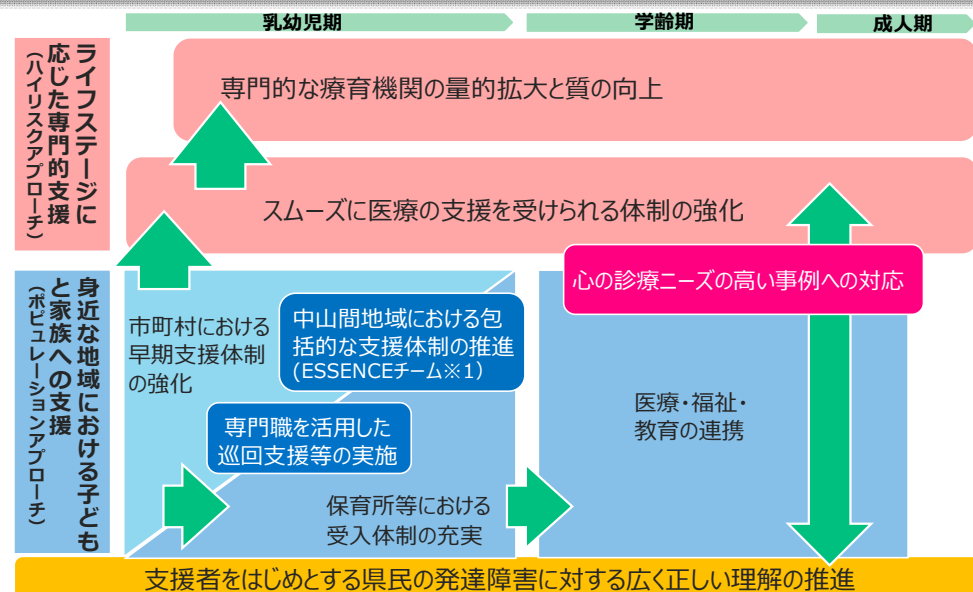 乳幼児期
学齢期
成人期
ライフステージに
応じた専門的支援
(ハイリスクアプローチ)
専門的な療育機関の量的拡大と質の向上
スムーズに医療の支援を受けられる体制の強化
心の診療ニーズの高い事例への対応
身近な地域における子ども
と家族への支援
(ポピュレーションアプローチ)
市町村における
早期支援体制
の強化
中山間地域における包
括的な支援体制の推進
(ESSENCEチーム※1)
専門職を活用した
巡回支援等の実施
保育所等における
受入体制の充実
医療・福祉・
教育の連携
支援者をはじめとする県民の発達障害に対する広く正しい理解の推進